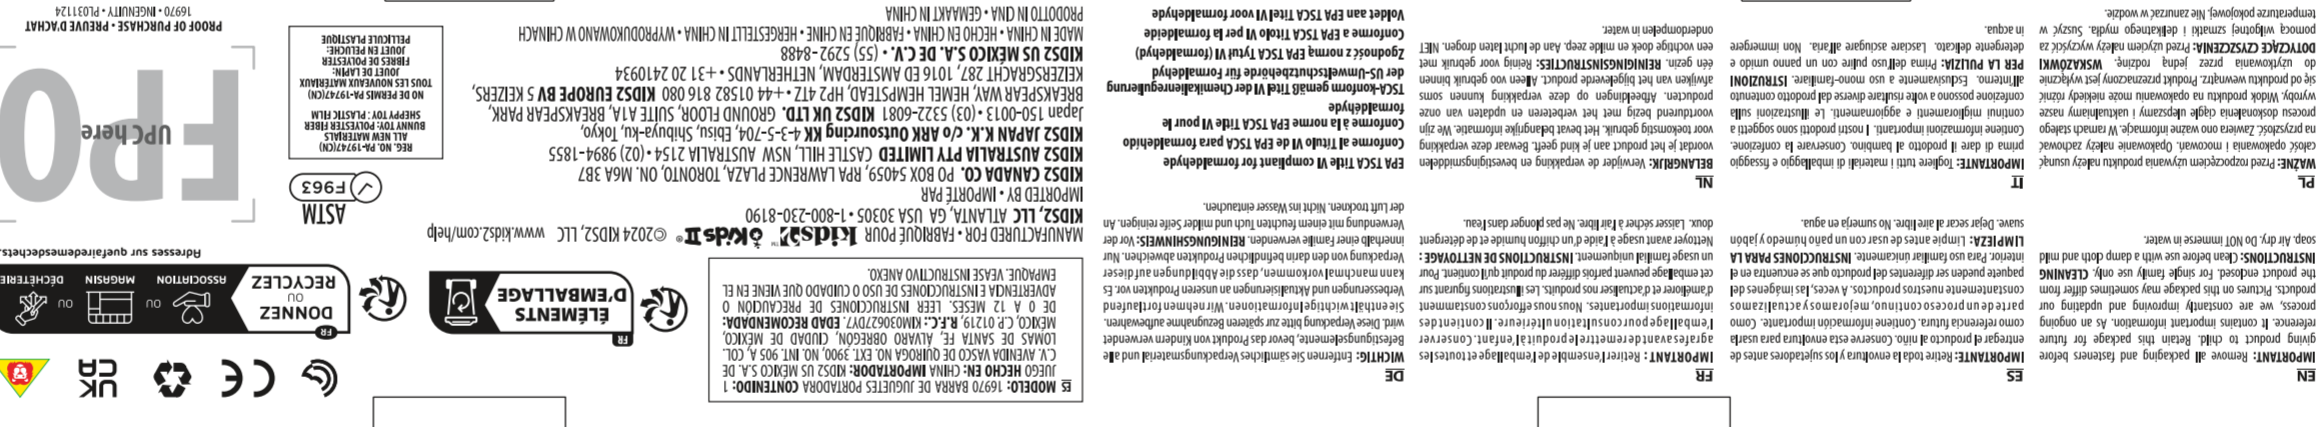 EN
IMPORTANT: Remove all packaging and fasteners before
giving product to child. Retain this package for future
reference. It contains important information. As an ongoing
process, we are constantly improving and updating our
products. Pictures on this package may sometimes differ from
the product enclosed. For single family use only. CLEANING
INSTRUCTIONS: Clean before use with a damp cloth and mild
soap. Air dry. Do NOT immerse in water.
PL
WAŻNE: Przed rozpoczęciem używania produktu należy usunąć
całość opakowania i mocowań. Opakowanie należy zachować
na przyszłość. Zawiera ono ważne informacje. W ramach stałego
procesu doskonalenia ciągle ulepszamy i uaktualniamy nasze
wyroby. Widok produktu na opakowaniu może niekiedy różnić
się od produktu wewnątrz. Produkt przeznaczony jest wyłącznie
do użytkowania przez jedną rodzinę. WSKAZÓWKI
DOTYCZĄCE CZYSZCZENIA: Przed użyciem należy wyczyścić za
pomocą wilgotnej szmatki i delikatnego mydła. Suszyć w
temperaturze pokojowej. Nie zanurzać w wodzie.
ES
IMPORTANTE: Retire toda la envoltura y los sujetadores antes de
entregar el producto al niño. Conserve esta envoltura para usarla
como referencia futura. Contiene información importante. Como
parte de un proceso continuo, mejoramos y actualizamos
constantemente nuestros productos. A veces, las imágenes del
paquete pueden ser diferentes del producto que se encuentra en el
interior. Para uso familiar únicamente. INSTRUCCIONES PARA LA
LIMPIEZA: Limpie antes de usar con un paño húmedo y jabón
suave. Dejar secar al aire libre. No sumerja en agua.
IT
IMPORTANTE: Togliere tutti i materiali di imballaggio e fissaggio
prima di dare il prodotto al bambino. Conservare la confezione.
Contiene informazioni importanti. I nostri prodotti sono soggetti a
continui miglioramenti e aggiornamenti. Le illustrazioni sulla
confezione possono a volte risultare diverse dal prodotto contenuto
all'interno. Esclusivamente a uso mono-familiare. ISTRUZIONI
PER LA PULIZIA: Prima dell'uso pulire con un panno umido e
detergente delicato. Lasciare asciugare all'aria. Non immergere
in acqua.
FR
IMPORTANT : Retirer l'ensemble de l'emballage et toutes les
agrafes avant de remettre le produit à l'enfant. Conserver
l'emballage pour consultation ultérieure. Il contient des
information importantes. Nous nous efforçons constamment
d'améliorer et d'actualiser nos produits. Les illustrations figurant sur
cet emballage peuvent parfois différer du produit qu'il contient. Pour
un usage familial uniquement. INSTRUCTIONS DE NETTOYAGE :
Nettoyer avant usage à l'aide d'un chiffon humide et de détergent
doux. Laisser sécher à l'air libre. Ne pas plonger dans l'eau.
NL
BELANGRIJK: Verwijder de verpakking en bevestigingsmiddelen
voordat je het product aan je kind geeft. Bewaar deze verpakking
voor toekomstig gebruik. Het bevat belangrijke informatie. We zijn
voortdurend bezig met het verbeteren en updaten van onze
producten. Afbeeldingen op deze verpakking kunnen soms
afwijken van het bijgeleverde product. Alleen voor gebruik binnen
één gezin. REINIGINGSINSTRUCTIES: Reinig voor gebruik met
een vochtige doek en milde zeep. Aan de lucht laten drogen. NIET
onderdompelen in water.
DE
WICHTIG: Entfernen Sie sämtliches Verpackungsmaterial und alle
Befestigungselemente, bevor das Produkt von Kindern verwendet
wird. Diese Verpackung bitte zur späteren Bezugnahme aufbewahren.
Sie enthält wichtige Informationen. Wir nehmen fortlaufend
Verbesserungen und Aktualisierungen an unseren Produkten vor. Es
kann manchmal vorkommen, dass die Abbildungen auf dieser
Verpackung von den darin befindlichen Produkten abweichen. Nur
innerhalb einer Familie verwenden. REINIGUNGSHINWEIS: Vor der
Verwendung mit einem feuchten Tuch und milder Seife reinigen. An
der Luft trocknen. Nicht ins Wasser eintauchen.
EPA TSCA Title VI compliant for formaldehyde
Conforme al Título VI de EPA TSCA para formaldehido
Conforme à la norme EPA TSCA Title VI pour le
formaldehyde
TSCA-konform gemäß Titel VI der Chemikalienregulierung
der US-Umweltschutzbehörde für Formaldehyd
Zgodność z normą EPA TSCA Tytuł VI (formaldehyd)
Conforme a EPA TSCA Titolo VI per la formaldeide
Voldoet aan EPA TSCA Titel VI voor formaldehyde
ES MODELO: 16970 BARRA DE JUGUETES PORTADORA CONTENIDO: 1
JUEGO HECHO EN: CHINA IMPORTADOR: KIDS2 US MÉXICO S.A. DE
C.V. AVENIDA VASCO DE QUIROGA NO. EXT. 3900, NO. INT. 905 A, COL.
LOMAS DE SANTA FE, ÁLVARO OBREGÓN, CIUDAD DE MÉXICO,
MÉXICO, C.P. 01219, R.F.C.: KIM030627DY7. EDAD RECOMENDADA:
DE 0 A 12 MESES. LEER INSTRUCCIONES DE PRECAUCIÓN O
ADVERTENCIA E INSTRUCCIONES DE USO O CUIDADO QUE VIENE EN EL
EMPAQUE. VEASE INSTRUCTIVO ANEXO.
MANUFACTURED FOR • FABRIQUÉ POUR kids2™ kids II® ©2024 KIDS2, LLC www.kids2.com/help
KIDS2, LLC ATLANTA, GA USA 30305 • 1-800-230-8190
IMPORTED BY • IMPORTÉ PAR
KIDS2 CANADA CO. PO BOX 54059, RPA LAWRENCE PLAZA, TORONTO, ON. M6A 3B7
KIDS2 AUSTRALIA PTY LIMITED CASTLE HILL, NSW AUSTRALIA 2154 • (02) 9894-1855
KIDS2 JAPAN K.K. c/o ARK Outsourcing KK 4-3-5-704, Ebisu, Shibuya-ku, Tokyo,
Japan 150-0013 • (03) 5322-6081 KIDS2 UK LTD. GROUND FLOOR, SUITE A1A, BREAKSPEAR PARK,
BREAKSPEAR WAY, HEMEL HEMPSTEAD, HP2 4TZ • +44 01582 816 080 KIDS2 EUROPE BV 5 KEIZERS,
KEIZERSGRACHT 287, 1016 ED AMSTERDAM, NETHERLANDS • +31 20 2410934
KIDS2 US MÉXICO S.A. DE C.V. • (55) 5292-8488
MADE IN CHINA • HECHO EN CHINA • FABRIQUÉ EN CHINE • HERGESTELLT IN CHINA • WYPRODUKOWANO W CHINACH
PRODOTTO IN CINA • GEMAAKT IN CHINA
CE
UK
CA
FR
ÉLÉMENTS
D'EMBALLAGE
FR
DONNEZ
OU
RECYCLEZ
ASSOCIATION
OU
MAGASIN
OU
DÉCHÈTERIE
Adresses sur quefairedemesdechets.
ASTM
F963
REG. NO. PA-19747(CN)
ALL NEW MATERIALS
BUNNY TOY: POLYESTER FIBER
SHEPPY TOY : PLASTIC FILM
NO DE PERMIS PA-19747(CN)
TOUS LES NOUVEAUX MATÉRIAUX
JOUET DE LAPIN:
FIBRES DE POLYESTER
JOUET EN PELUCHE:
PELLICULE PLASTIQUE
FPO
UPC here
PROOF OF PURCHASE • PREUVE D'ACHAT
16970 • INGENUITY • PL031124